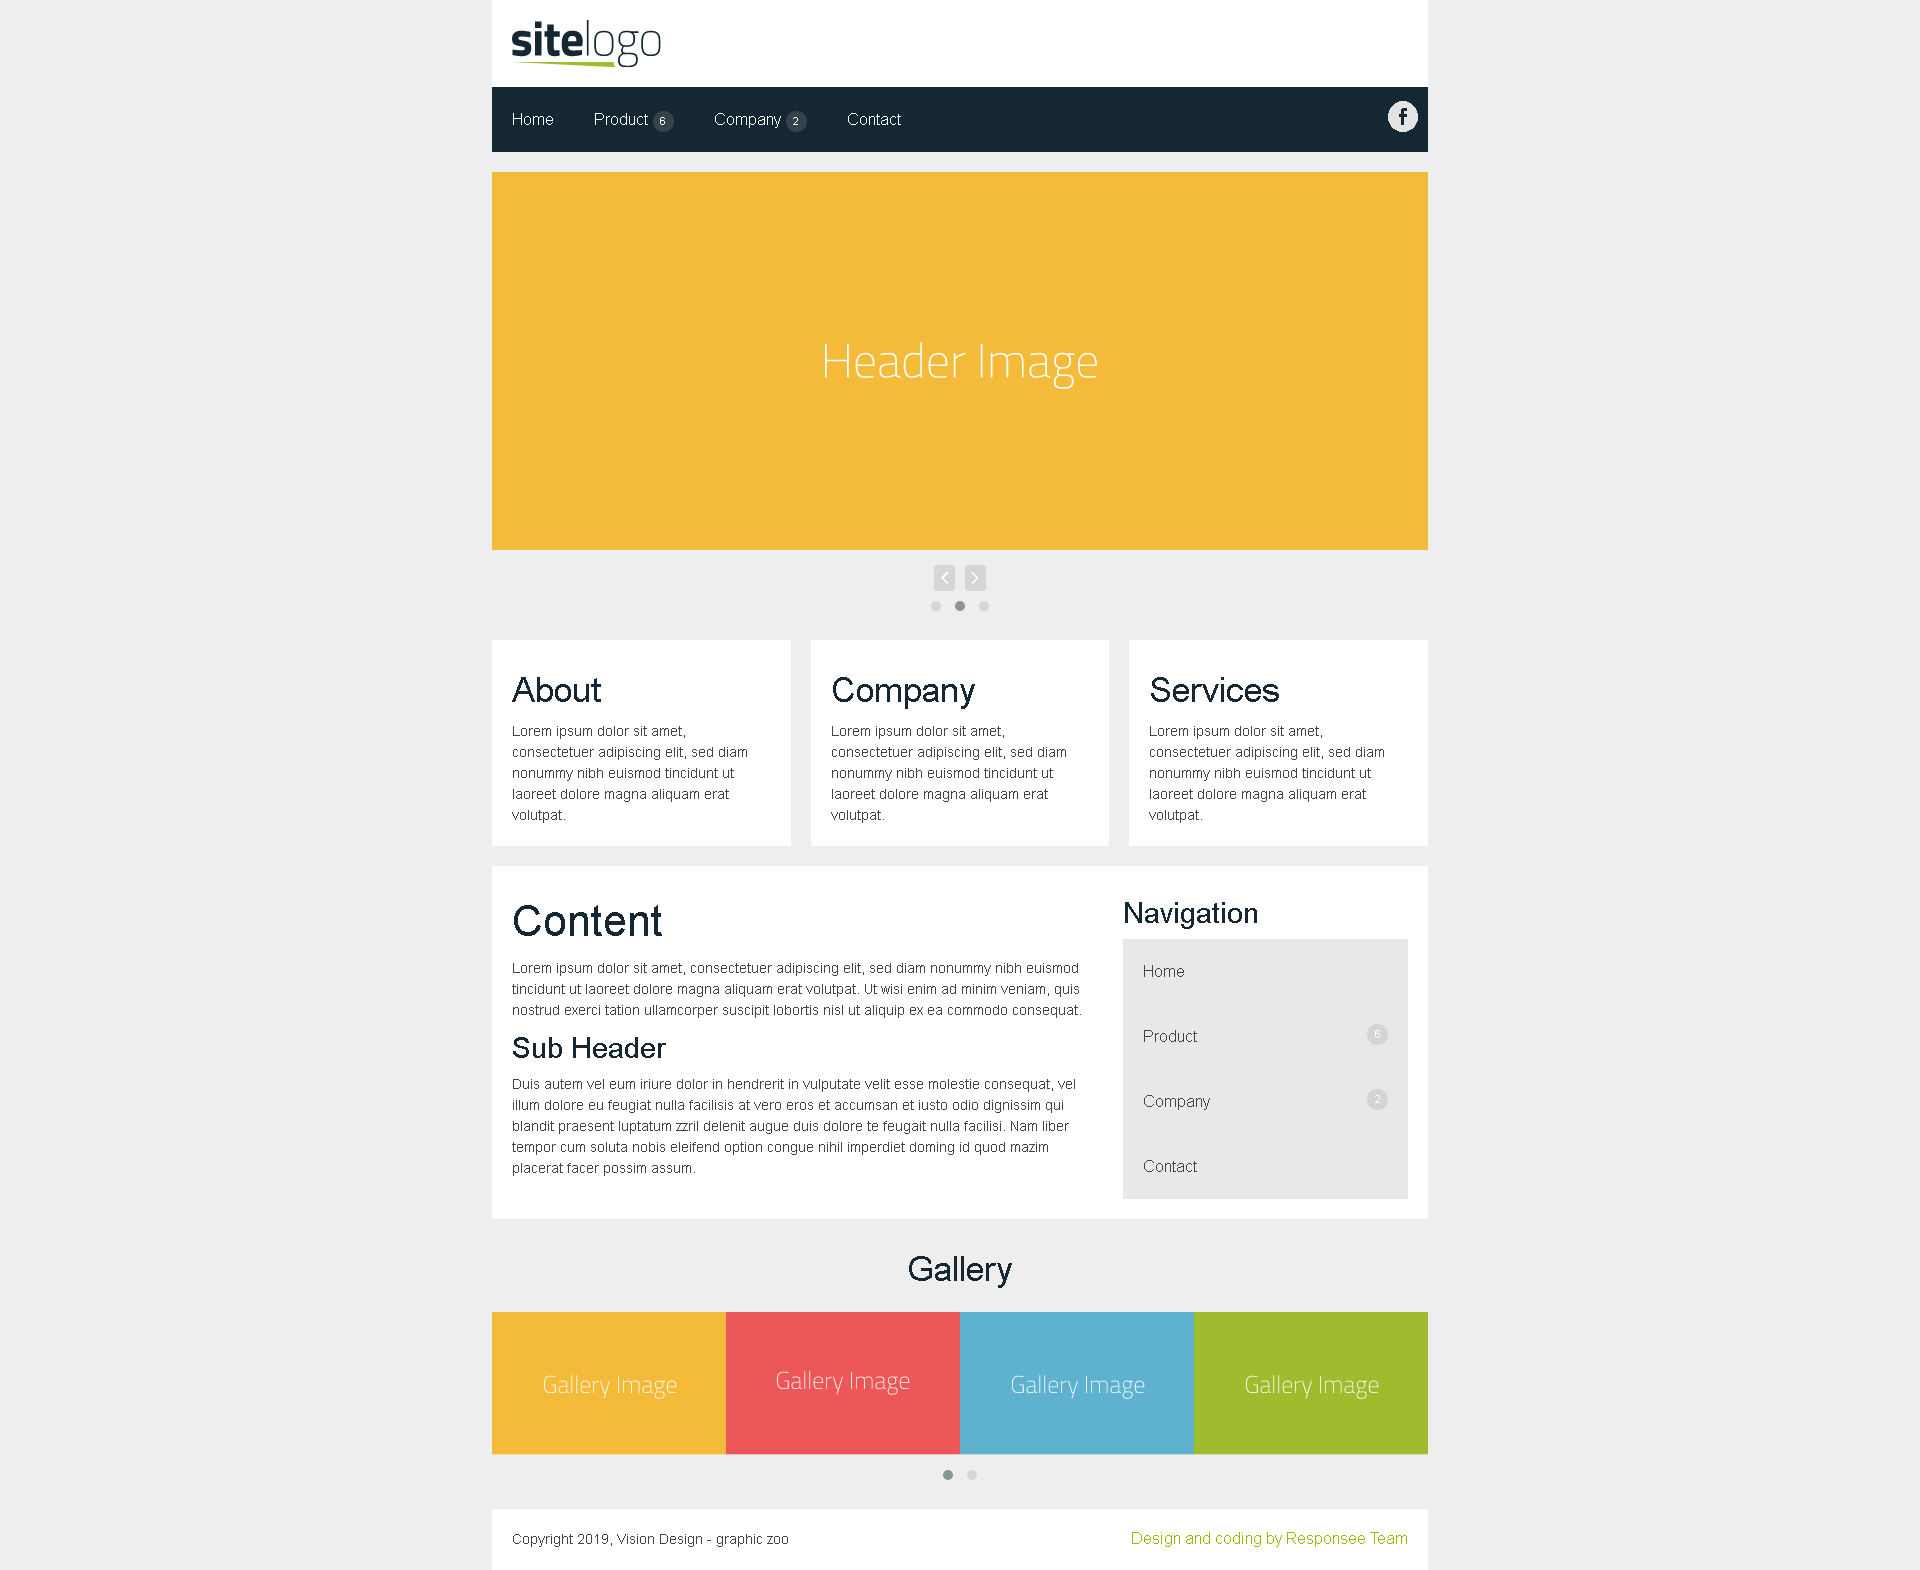 sitelogo
Home Product 6 Company 2 Contact
Header Image
About
Lorem ipsum dolor sit amet,
consectetuer adipiscing elit, sed diam
nonummy nibh euismod tincidunt ut
laoreet dolore magna aliquam erat
volutpat.
Company
Lorem ipsum dolor sit amet,
consectetuer adipiscing elit, sed diam
nonummy nibh euismod tincidunt ut
laoreet dolore magna aliquam erat
volutpat.
Services
Lorem ipsum dolor sit amet,
consectetuer adipiscing elit, sed diam
nonummy nibh euismod tincidunt ut
laoreet dolore magna aliquam erat
volutpat.
Content
Lorem ipsum dolor sit amet, consectetuer adipiscing elit, sed diam nonummy nibh euismod
tincidunt ut laoreet dolore magna aliquam erat volutpat. Ut wisi enim ad minim veniam, quis
nostrud exerci tation ullamcorper suscipit lobortis nisl ut aliquip ex ea commodo consequat.
Sub Header
Duis autem vel eum iriure dolor in hendrerit in vulputate velit esse molestie consequat, vel
illum dolore eu feugiat nulla facilisis at vero eros et accumsan et iusto odio dignissim qui
blandit praesent luptatum zzril delenit augue duis dolore te feugait nulla facilisi. Nam liber
tempor cum soluta nobis eleifend option congue nihil imperdiet doming id quod mazim
placerat facer possim assum.
Navigation
Home
Product 6
Company 2
Contact
Gallery
Gallery Image
Gallery Image
Gallery Image
Gallery Image
Copyright 2019, Vision Design - graphic zoo
Design and coding by Responsee Team